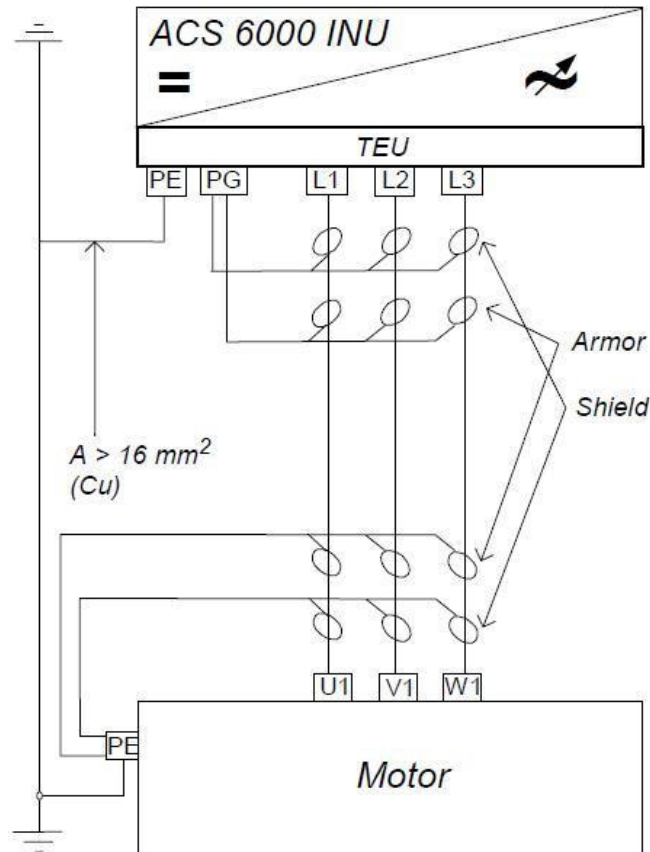 ACS 6000 INU
=
TEU
PE PG L1 L2 L3
Armor
Shield
A > 16 mm²
(Cu)
U1 V1 W1
PE
Motor